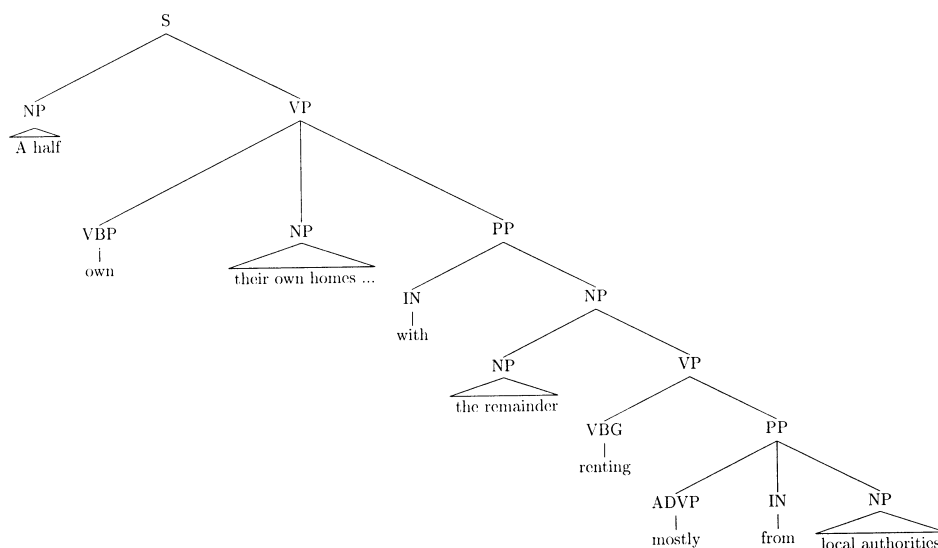 S
NP VP
A half
VBP NP PP
own their own homes ...
IN NP
with
NP VP
the remainder
VBG PP
renting
ADVP IN NP
mostly from local authorities